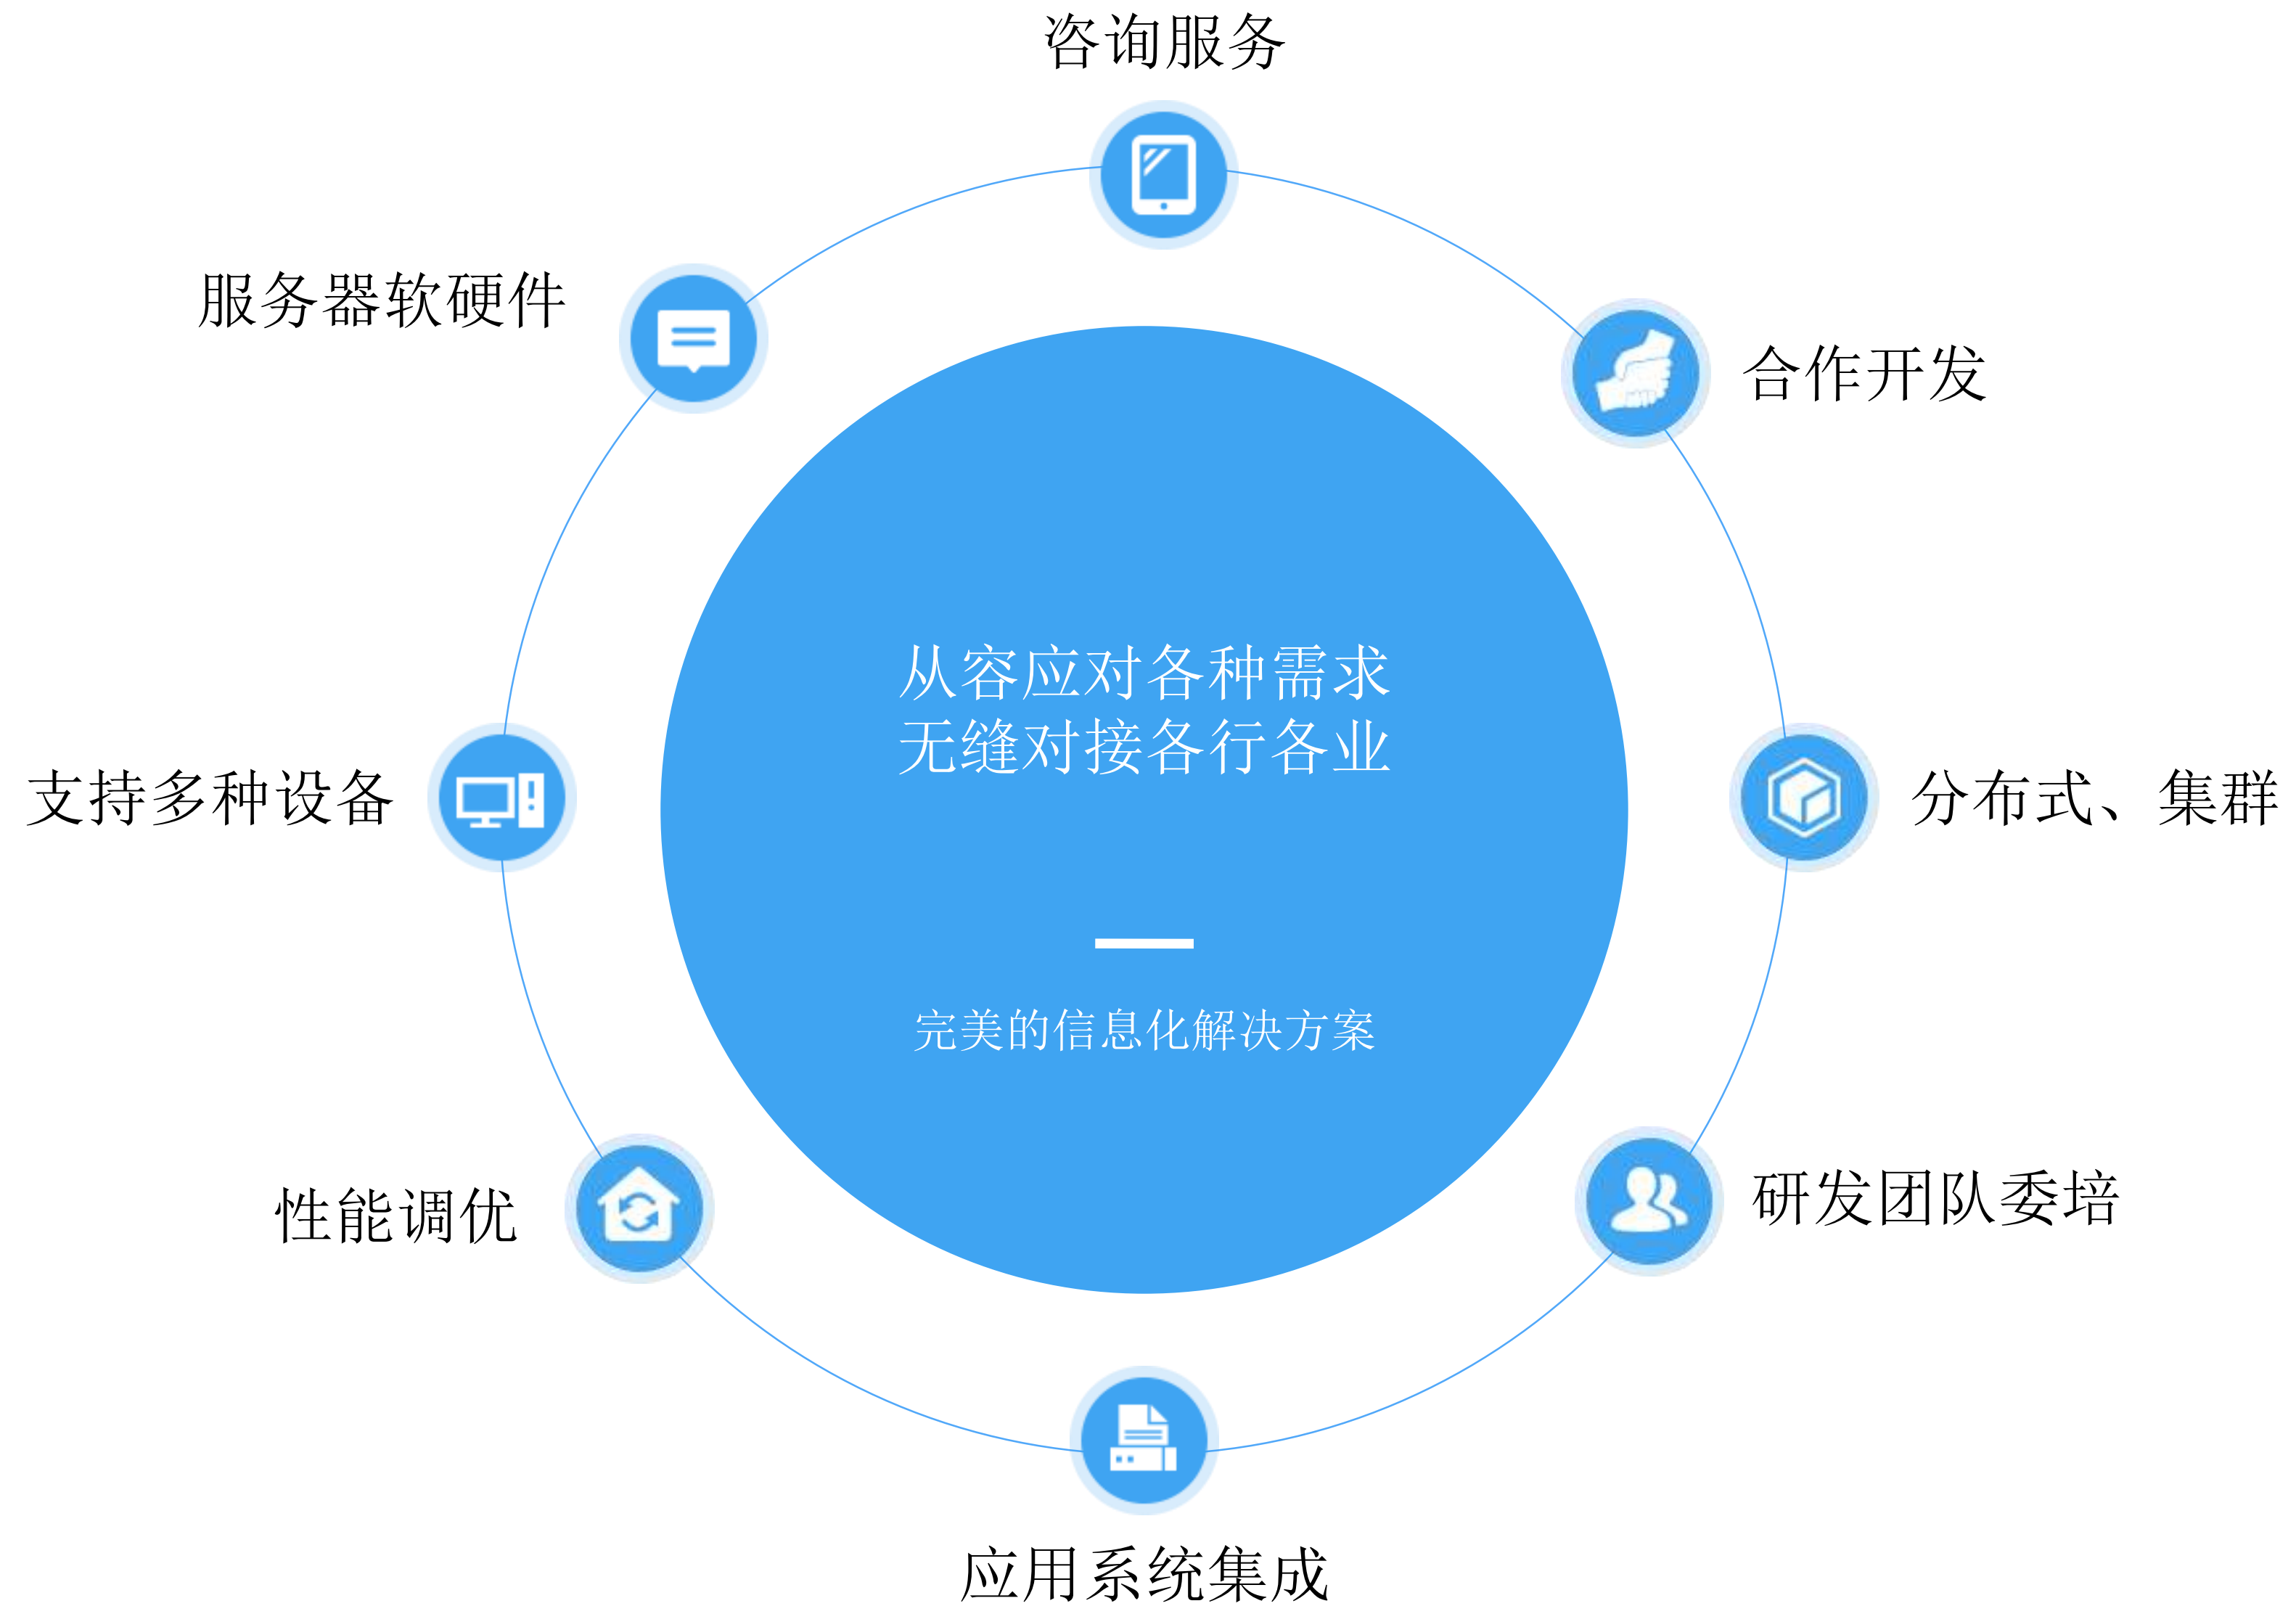 咨询服务
服务器软硬件
合作开发
从容应对各种需求
无缝对接各行各业
支持多种设备
分布式、集群
完美的信息化解决方案
性能调优
研发团队委培
应用系统集成